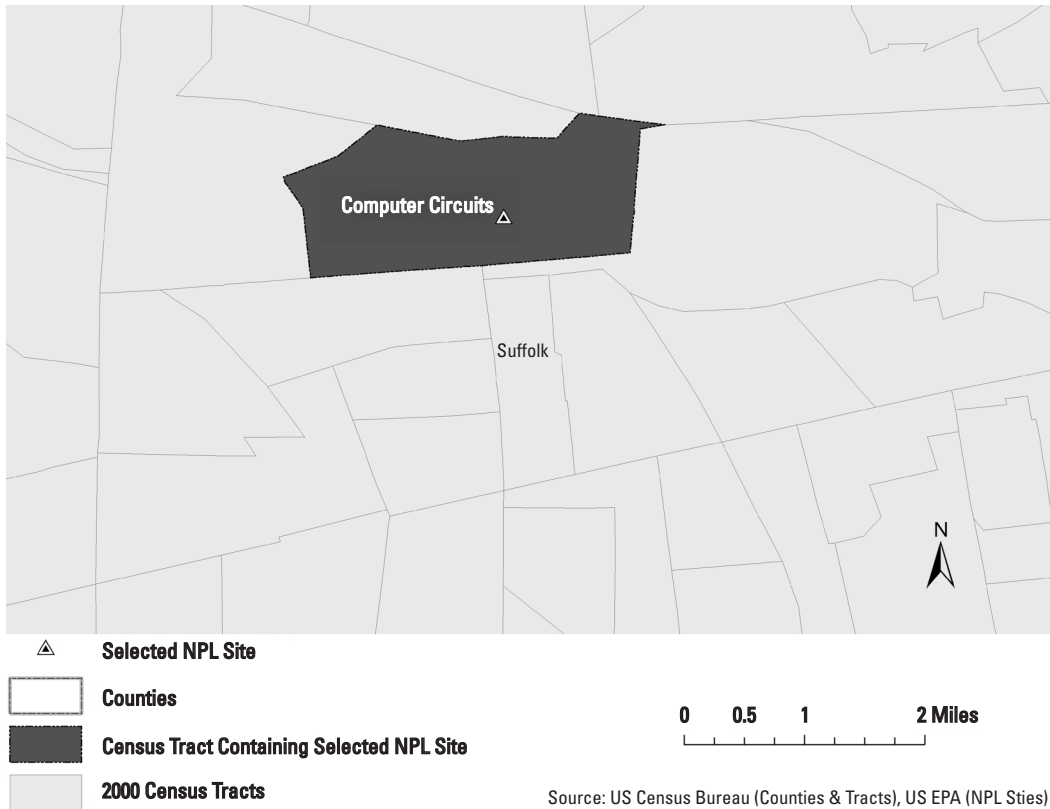 Computer Circuits
Suffolk
N
Selected NPL Site
Counties
Census Tract Containing Selected NPL Site
2000 Census Tracts
0 0.5 1 2 Miles
Source: US Census Bureau (Counties & Tracts), US EPA (NPL Sties)